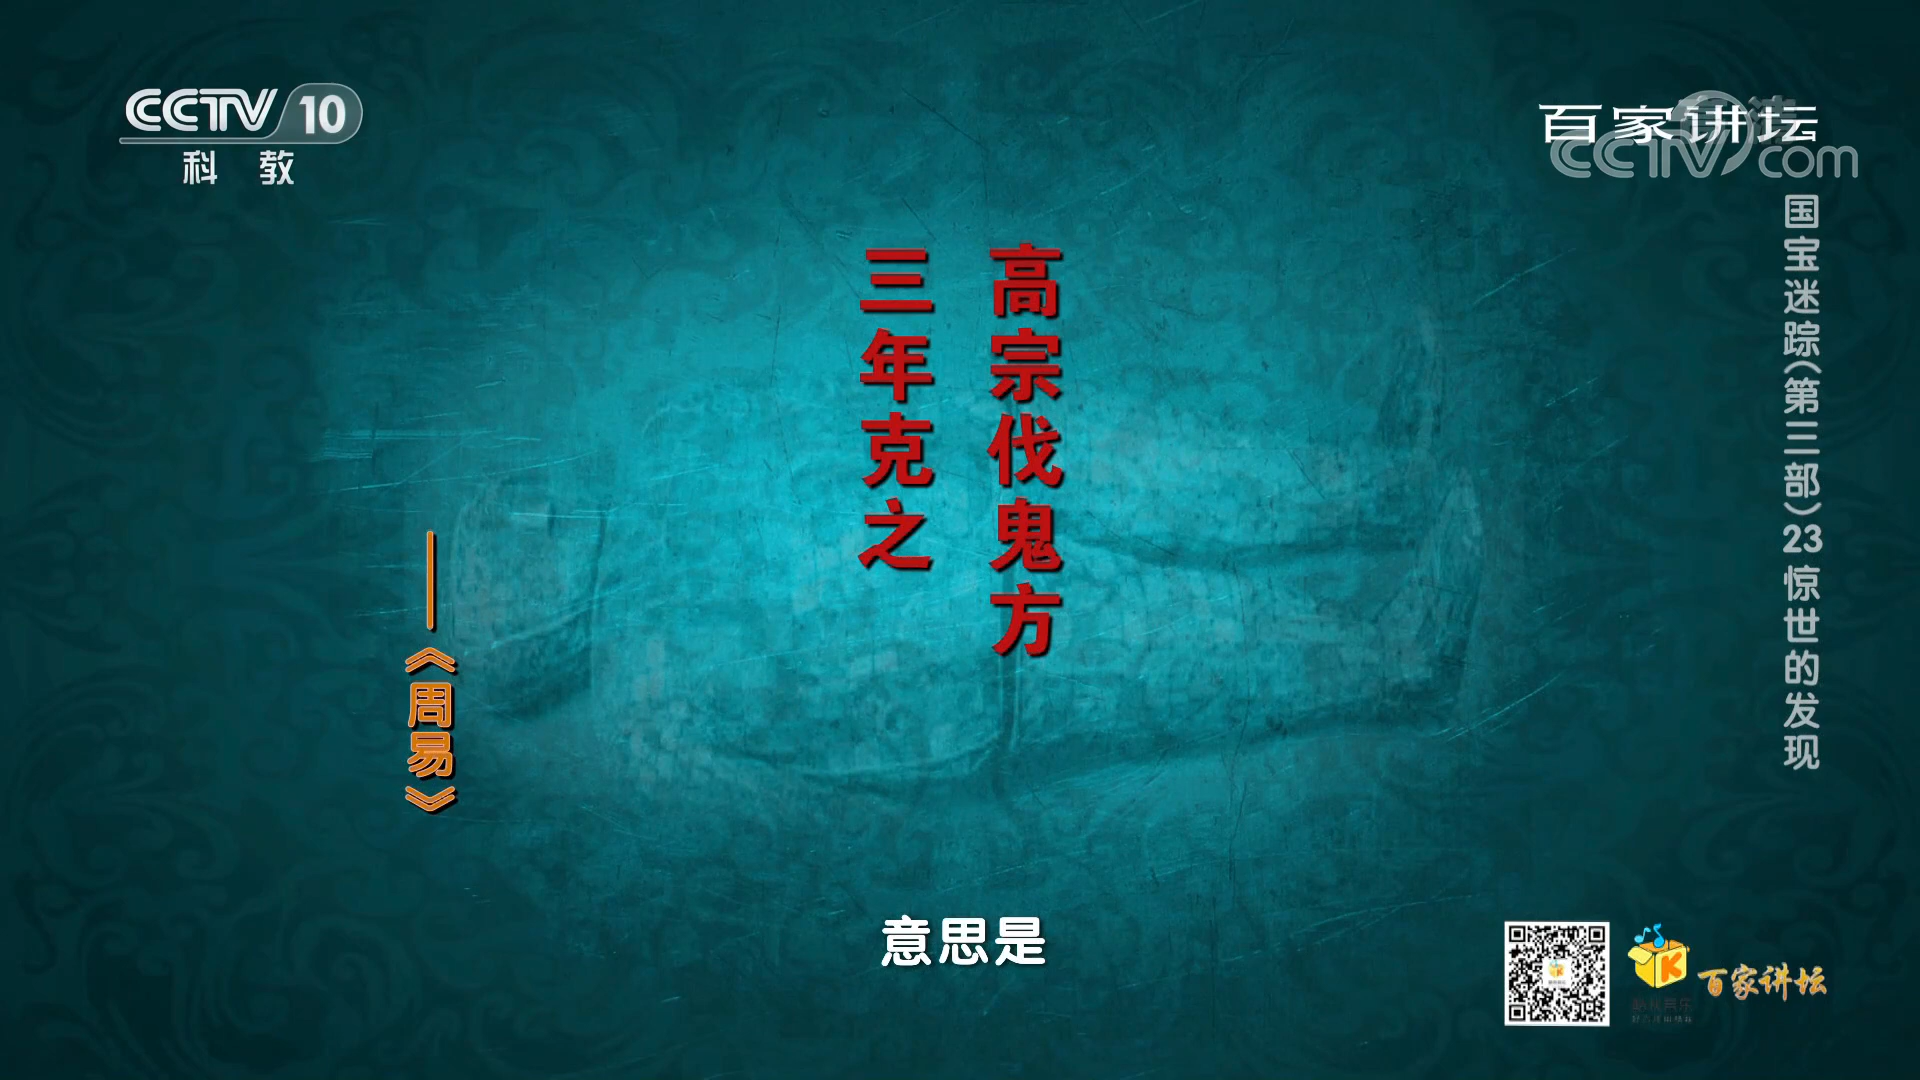 CCTV 10
科教
百家讲坛
CCTV com
国宝迷踪（第三部）23惊世的发现
高宗伐鬼方
三年克之
——《周易》
意思是
K
百家讲坛